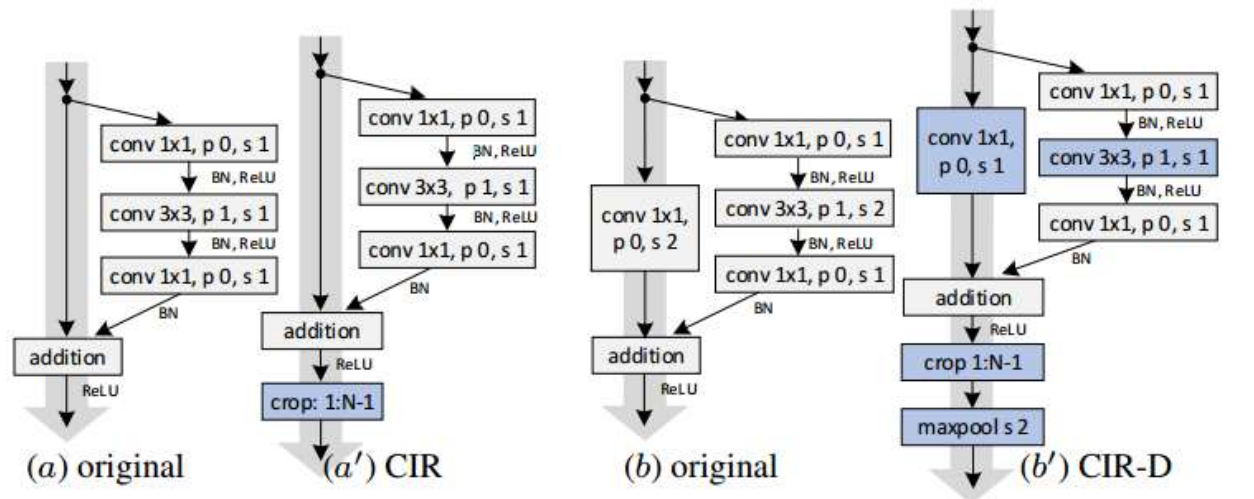 conv 1x1, p 0, s 1
BN, ReLU
conv 3x3, p 1, s 1
BN, ReLU
conv 1x1, p 0, s 1
BN
addition
ReLU
(a) original
conv 1x1, p 0, s 1
BN, ReLU
conv 3x3, p 1, s 1
BN, ReLU
conv 1x1, p 0, s 1
BN
addition
ReLU
crop: 1:N-1
(a′) CIR
conv 1x1, p 0, s 1
BN, ReLU
conv 1x1,
p 0, s 2
conv 3x3, p 1, s 2
BN, ReLU
conv 1x1, p 0, s 1
BN
addition
ReLU
(b) original
conv 1x1, p 0, s 1
BN, ReLU
conv 1x1,
p 0, s 1
conv 3x3, p 1, s 1
BN, ReLU
conv 1x1, p 0, s 1
BN
addition
ReLU
crop 1:N-1
maxpool s 2
(b′) CIR-D